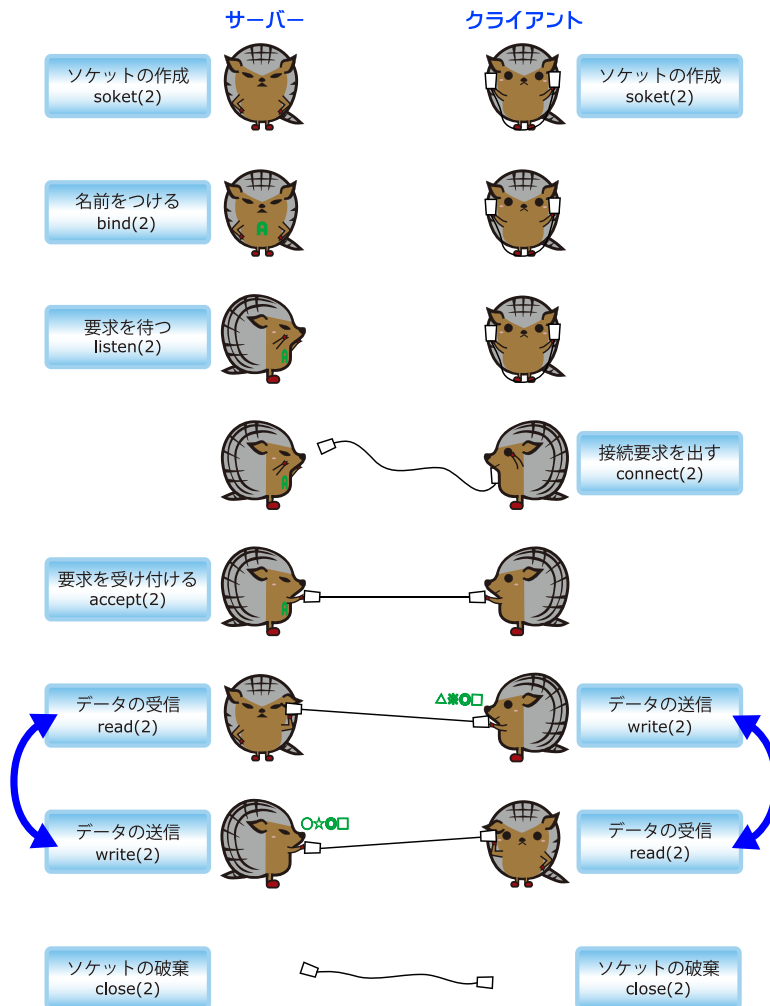 サーバー
クライアント
ソケットの作成
soket(2)
ソケットの作成
soket(2)
名前をつける
bind(2)
A
要求を待つ
listen(2)
A
A
接続要求を出す
connect(2)
要求を受け付ける
accept(2)
A
データの受信
read(2)
△※◎□
データの送信
write(2)
データの送信
write(2)
○☆◎□
データの受信
read(2)
ソケットの破棄
close(2)
ソケットの破棄
close(2)